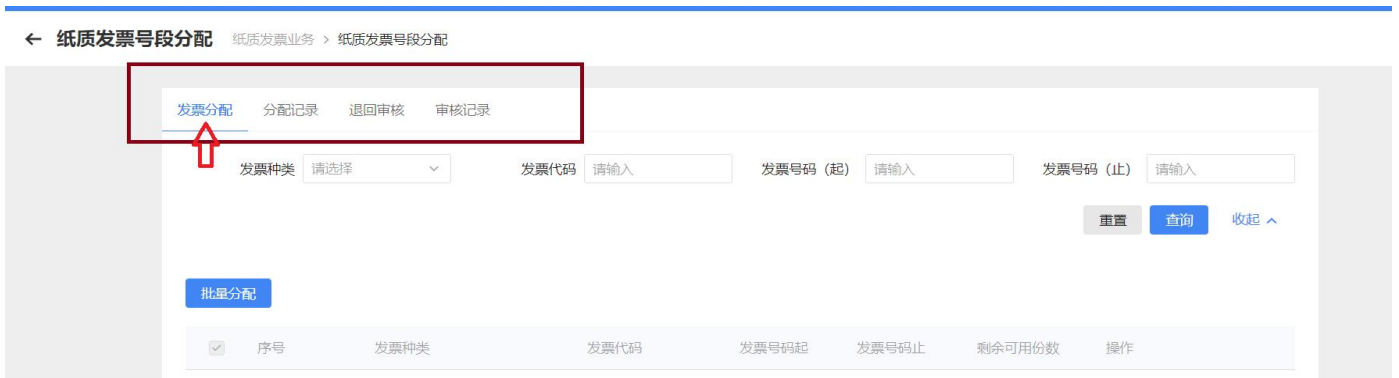 纸质发票号段分配 纸质发票业务 > 纸质发票号段分配
发票分配 分配记录 退回审核 审核记录
发票种类 请选择 发票代码 请输入 发票号码（起） 请输入 发票号码（止） 请输入
重置 查询 收起
批量分配
序号 发票种类 发票代码 发票号码起 发票号码止 剩余可用份数 操作